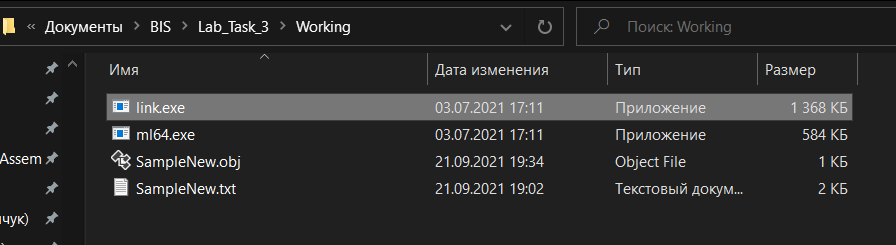 « Документы > BIS > Lab_Task_3 > Working
Поиск: Working
Имя Дата изменения Тип Размер
link.exe 03.07.2021 17:11 Приложение 1 368 КБ
ml64.exe 03.07.2021 17:11 Приложение 584 КБ
Assem SampleNew.obj 21.09.2021 19:34 Object File 1 КБ
SampleNew.txt 21.09.2021 19:02 Текстовый докум... 2 КБ
чук)